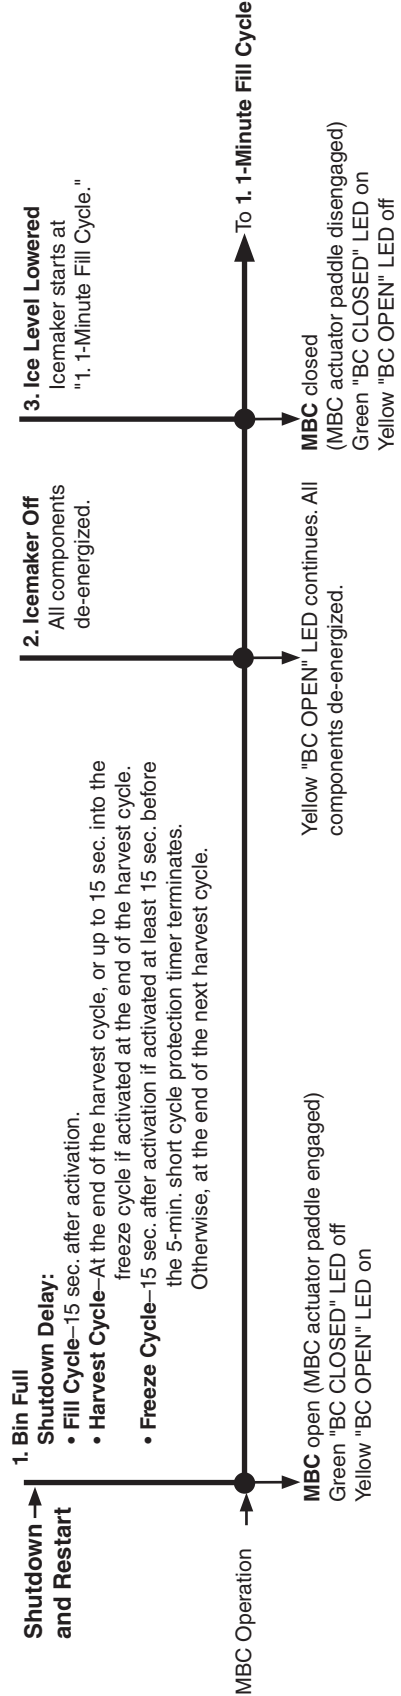 Shutdown
and Restart
1. Bin Full
Shutdown Delay:
• Fill Cycle–15 sec. after activation.
• Harvest Cycle–At the end of the harvest cycle, or up to 15 sec. into the
freeze cycle if activated at the end of the harvest cycle.
• Freeze Cycle–15 sec. after activation if activated at least 15 sec. before
the 5-min. short cycle protection timer terminates.
Otherwise, at the end of the next harvest cycle.
2. Icemaker Off
All components
de-energized.
3. Ice Level Lowered
Icemaker starts at
"1. 1-Minute Fill Cycle."
MBC Operation
To 1. 1-Minute Fill Cycle
MBC open (MBC actuator paddle engaged)
Green "BC CLOSED" LED off
Yellow "BC OPEN" LED on
Yellow "BC OPEN" LED continues. All
components de-energized.
MBC closed
(MBC actuator paddle disengaged)
Green "BC CLOSED" LED on
Yellow "BC OPEN" LED off